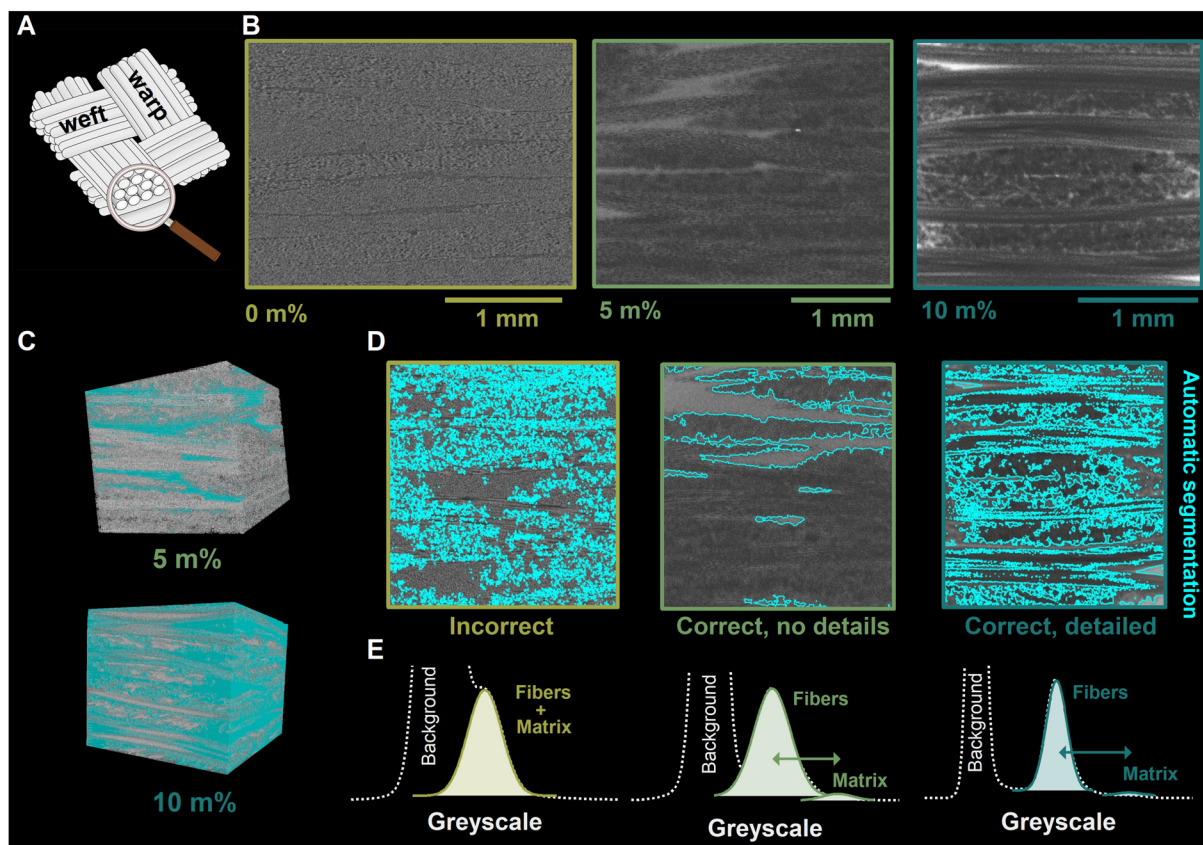 A
weft
warp
B
0 m%
1 mm
5 m%
1 mm
10 m%
1 mm
C
5 m%
10 m%
D
Incorrect
Correct, no details
Correct, detailed
Automatic segmentation
E
Background
Fibers
+
Matrix
Greyscale
Background
Fibers
Matrix
Greyscale
Background
Fibers
Matrix
Greyscale